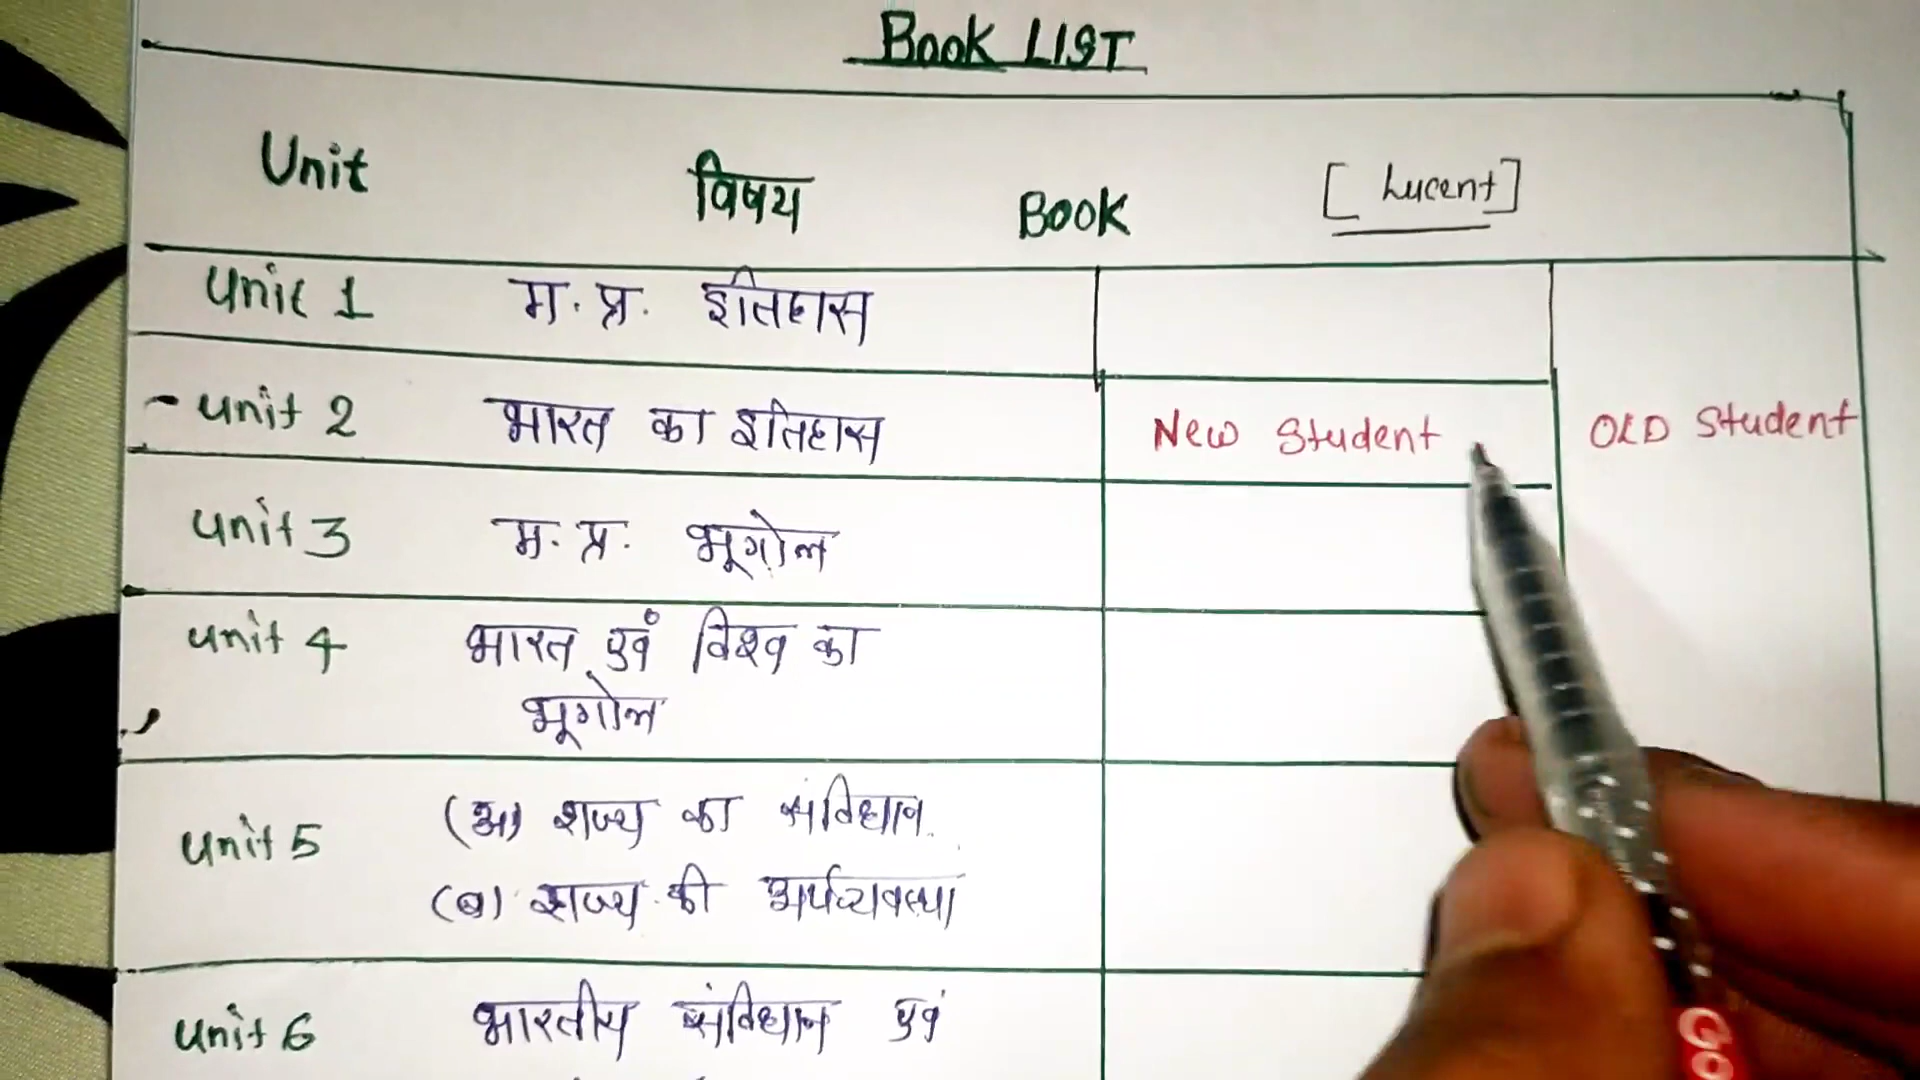 Book LIST
Unit विषय Book [Lucent]
Unit 1 म. प्र. इतिहास
unit 2 भारत का इतिहास New Student OLD Student
unit 3 म. प्र. भूगोल
unit 4 भारत एवं विश्व का
भूगोल
unit 5 (अ) राज्य का संविधान
(ब) राज्य की अर्थव्यवस्था
unit 6 भारतीय संविधान एवं
Go